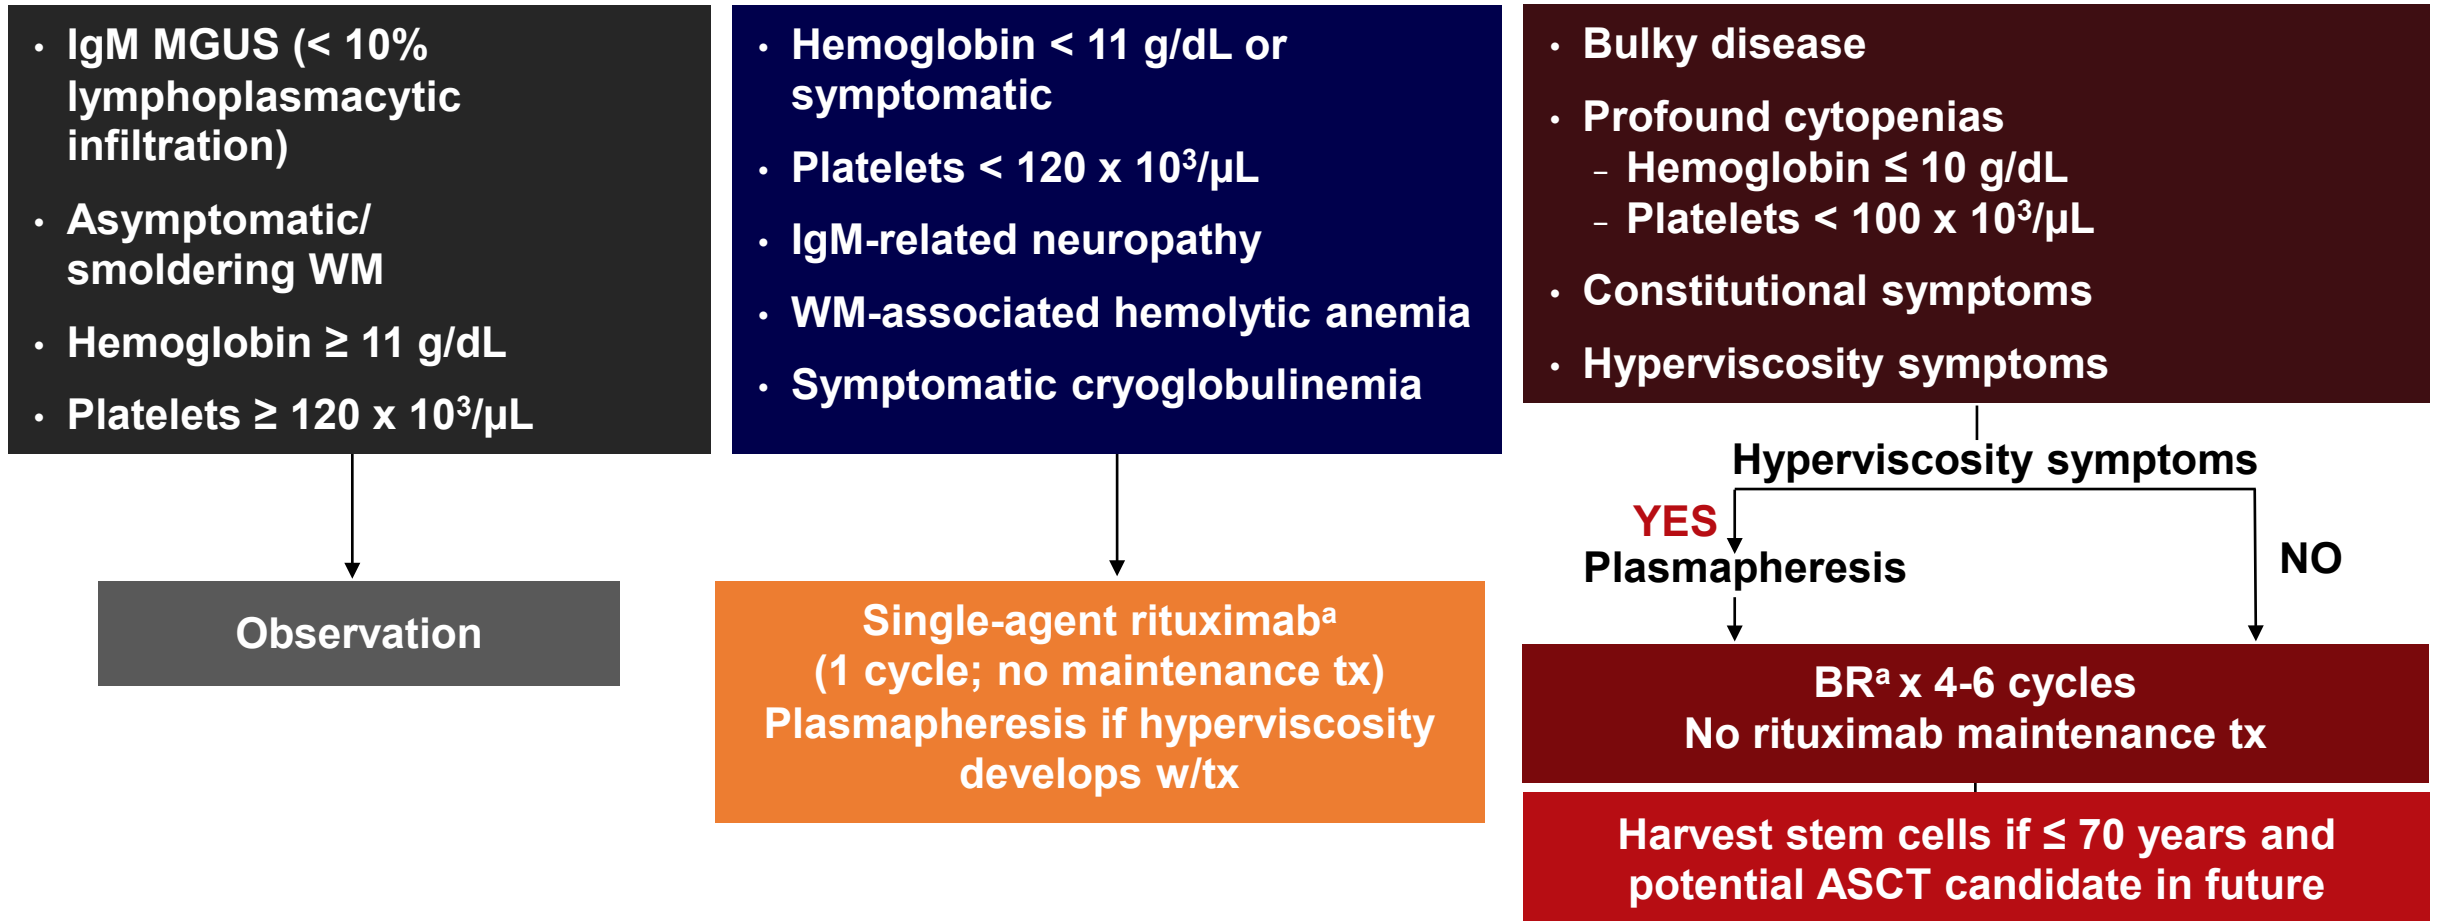 • IgM MGUS (< 10%
lymphoplasmacytic
infiltration)
• Asymptomatic/
smoldering WM
• Hemoglobin ≥ 11 g/dL
• Platelets ≥ 120 x 10³/µL
• Hemoglobin < 11 g/dL or
symptomatic
• Platelets < 120 x 10³/µL
• IgM-related neuropathy
• WM-associated hemolytic anemia
• Symptomatic cryoglobulinemia
• Bulky disease
• Profound cytopenias
– Hemoglobin ≤ 10 g/dL
– Platelets < 100 x 10³/µL
• Constitutional symptoms
• Hyperviscosity symptoms
Hyperviscosity symptoms
YES
Plasmapheresis
NO
Observation
Single-agent rituximabᵃ
(1 cycle; no maintenance tx)
Plasmapheresis if hyperviscosity
develops w/tx
BRᵃ x 4-6 cycles
No rituximab maintenance tx
Harvest stem cells if ≤ 70 years and
potential ASCT candidate in future